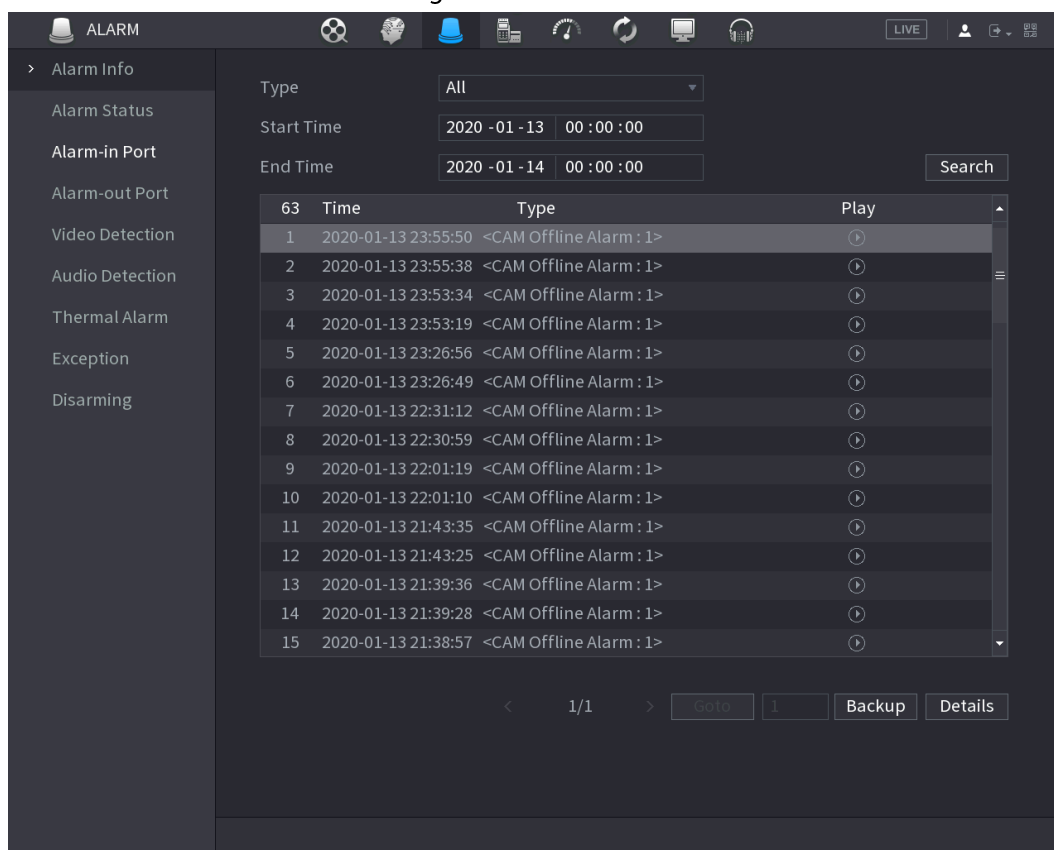 ALARM LIVE
Alarm Info
Alarm Status
Alarm-in Port
Alarm-out Port
Video Detection
Audio Detection
Thermal Alarm
Exception
Disarming
Type All
Start Time 2020 -01 -13 00 : 00 : 00
End Time 2020 -01 -14 00 : 00 : 00
Search
63 Time Type Play
1 2020-01-13 23:55:50 <CAM Offline Alarm : 1>
2 2020-01-13 23:55:38 <CAM Offline Alarm : 1>
3 2020-01-13 23:53:34 <CAM Offline Alarm : 1>
4 2020-01-13 23:53:19 <CAM Offline Alarm : 1>
5 2020-01-13 23:26:56 <CAM Offline Alarm : 1>
6 2020-01-13 23:26:49 <CAM Offline Alarm : 1>
7 2020-01-13 22:31:12 <CAM Offline Alarm : 1>
8 2020-01-13 22:30:59 <CAM Offline Alarm : 1>
9 2020-01-13 22:01:19 <CAM Offline Alarm : 1>
10 2020-01-13 22:01:10 <CAM Offline Alarm : 1>
11 2020-01-13 21:43:35 <CAM Offline Alarm : 1>
12 2020-01-13 21:43:25 <CAM Offline Alarm : 1>
13 2020-01-13 21:39:36 <CAM Offline Alarm : 1>
14 2020-01-13 21:39:28 <CAM Offline Alarm : 1>
15 2020-01-13 21:38:57 <CAM Offline Alarm : 1>
< 1/1 > Goto 1 Backup Details